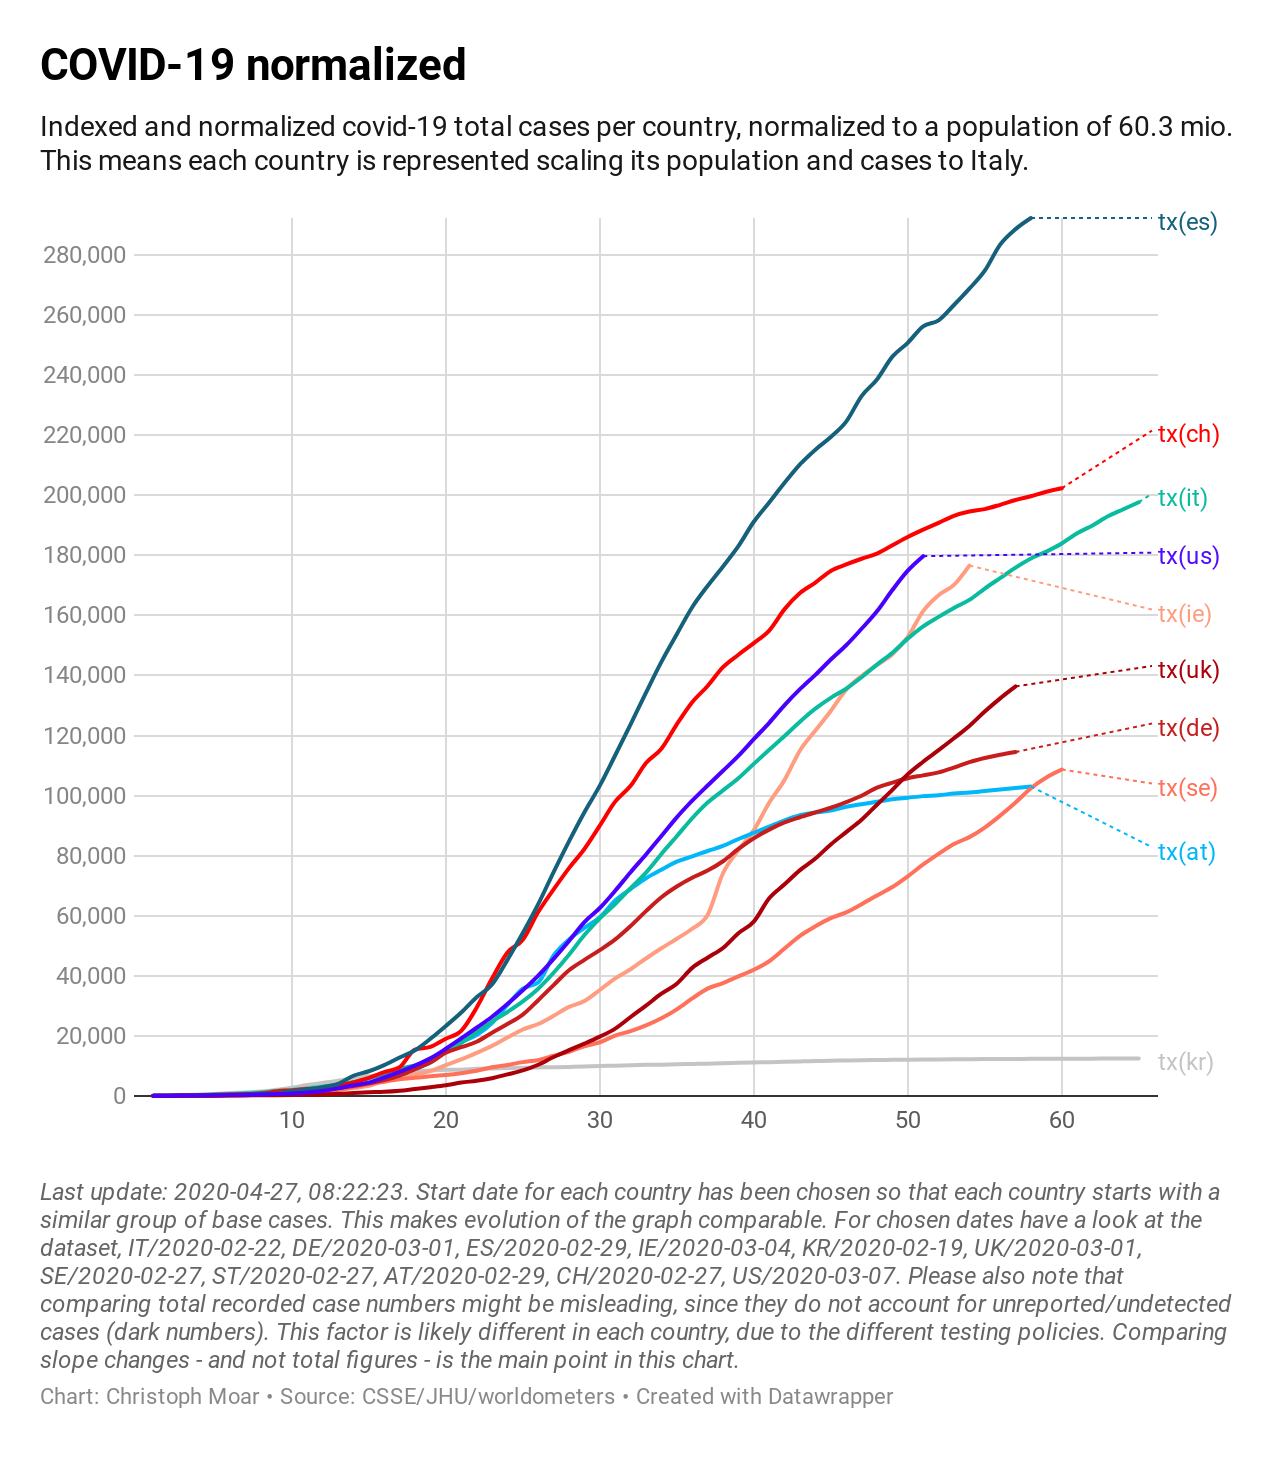 COVID-19 normalized
Indexed and normalized covid-19 total cases per country, normalized to a population of 60.3 mio.
This means each country is represented scaling its population and cases to Italy.
tx(es)
280,000
260,000
240,000
220,000
tx(ch)
200,000
tx(it)
180,000
tx(us)
160,000
tx(ie)
140,000
tx(uk)
120,000
tx(de)
100,000
tx(se)
80,000
tx(at)
60,000
40,000
20,000
tx(kr)
0
10 20 30 40 50 60
Last update: 2020-04-27, 08:22:23. Start date for each country has been chosen so that each country starts with a
similar group of base cases. This makes evolution of the graph comparable. For chosen dates have a look at the
dataset, IT/2020-02-22, DE/2020-03-01, ES/2020-02-29, IE/2020-03-04, KR/2020-02-19, UK/2020-03-01,
SE/2020-02-27, ST/2020-02-27, AT/2020-02-29, CH/2020-02-27, US/2020-03-07. Please also note that
comparing total recorded case numbers might be misleading, since they do not account for unreported/undetected
cases (dark numbers). This factor is likely different in each country, due to the different testing policies. Comparing
slope changes - and not total figures - is the main point in this chart.
Chart: Christoph Moar • Source: CSSE/JHU/worldometers • Created with Datawrapper